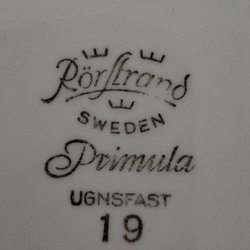 Rörstrand
SWEDEN
Primula
UGNSFAST
19